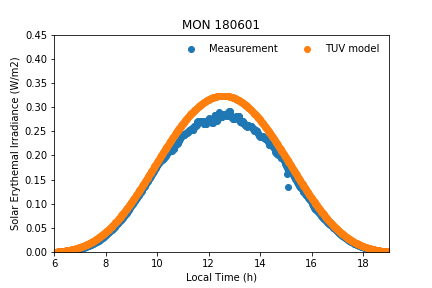 MON 180601
Measurement TUV model
Solar Erythemal Irradiance (W/m2)
0.45
0.40
0.35
0.30
0.25
0.20
0.15
0.10
0.05
0.00
6 8 10 12 14 16 18
Local Time (h)